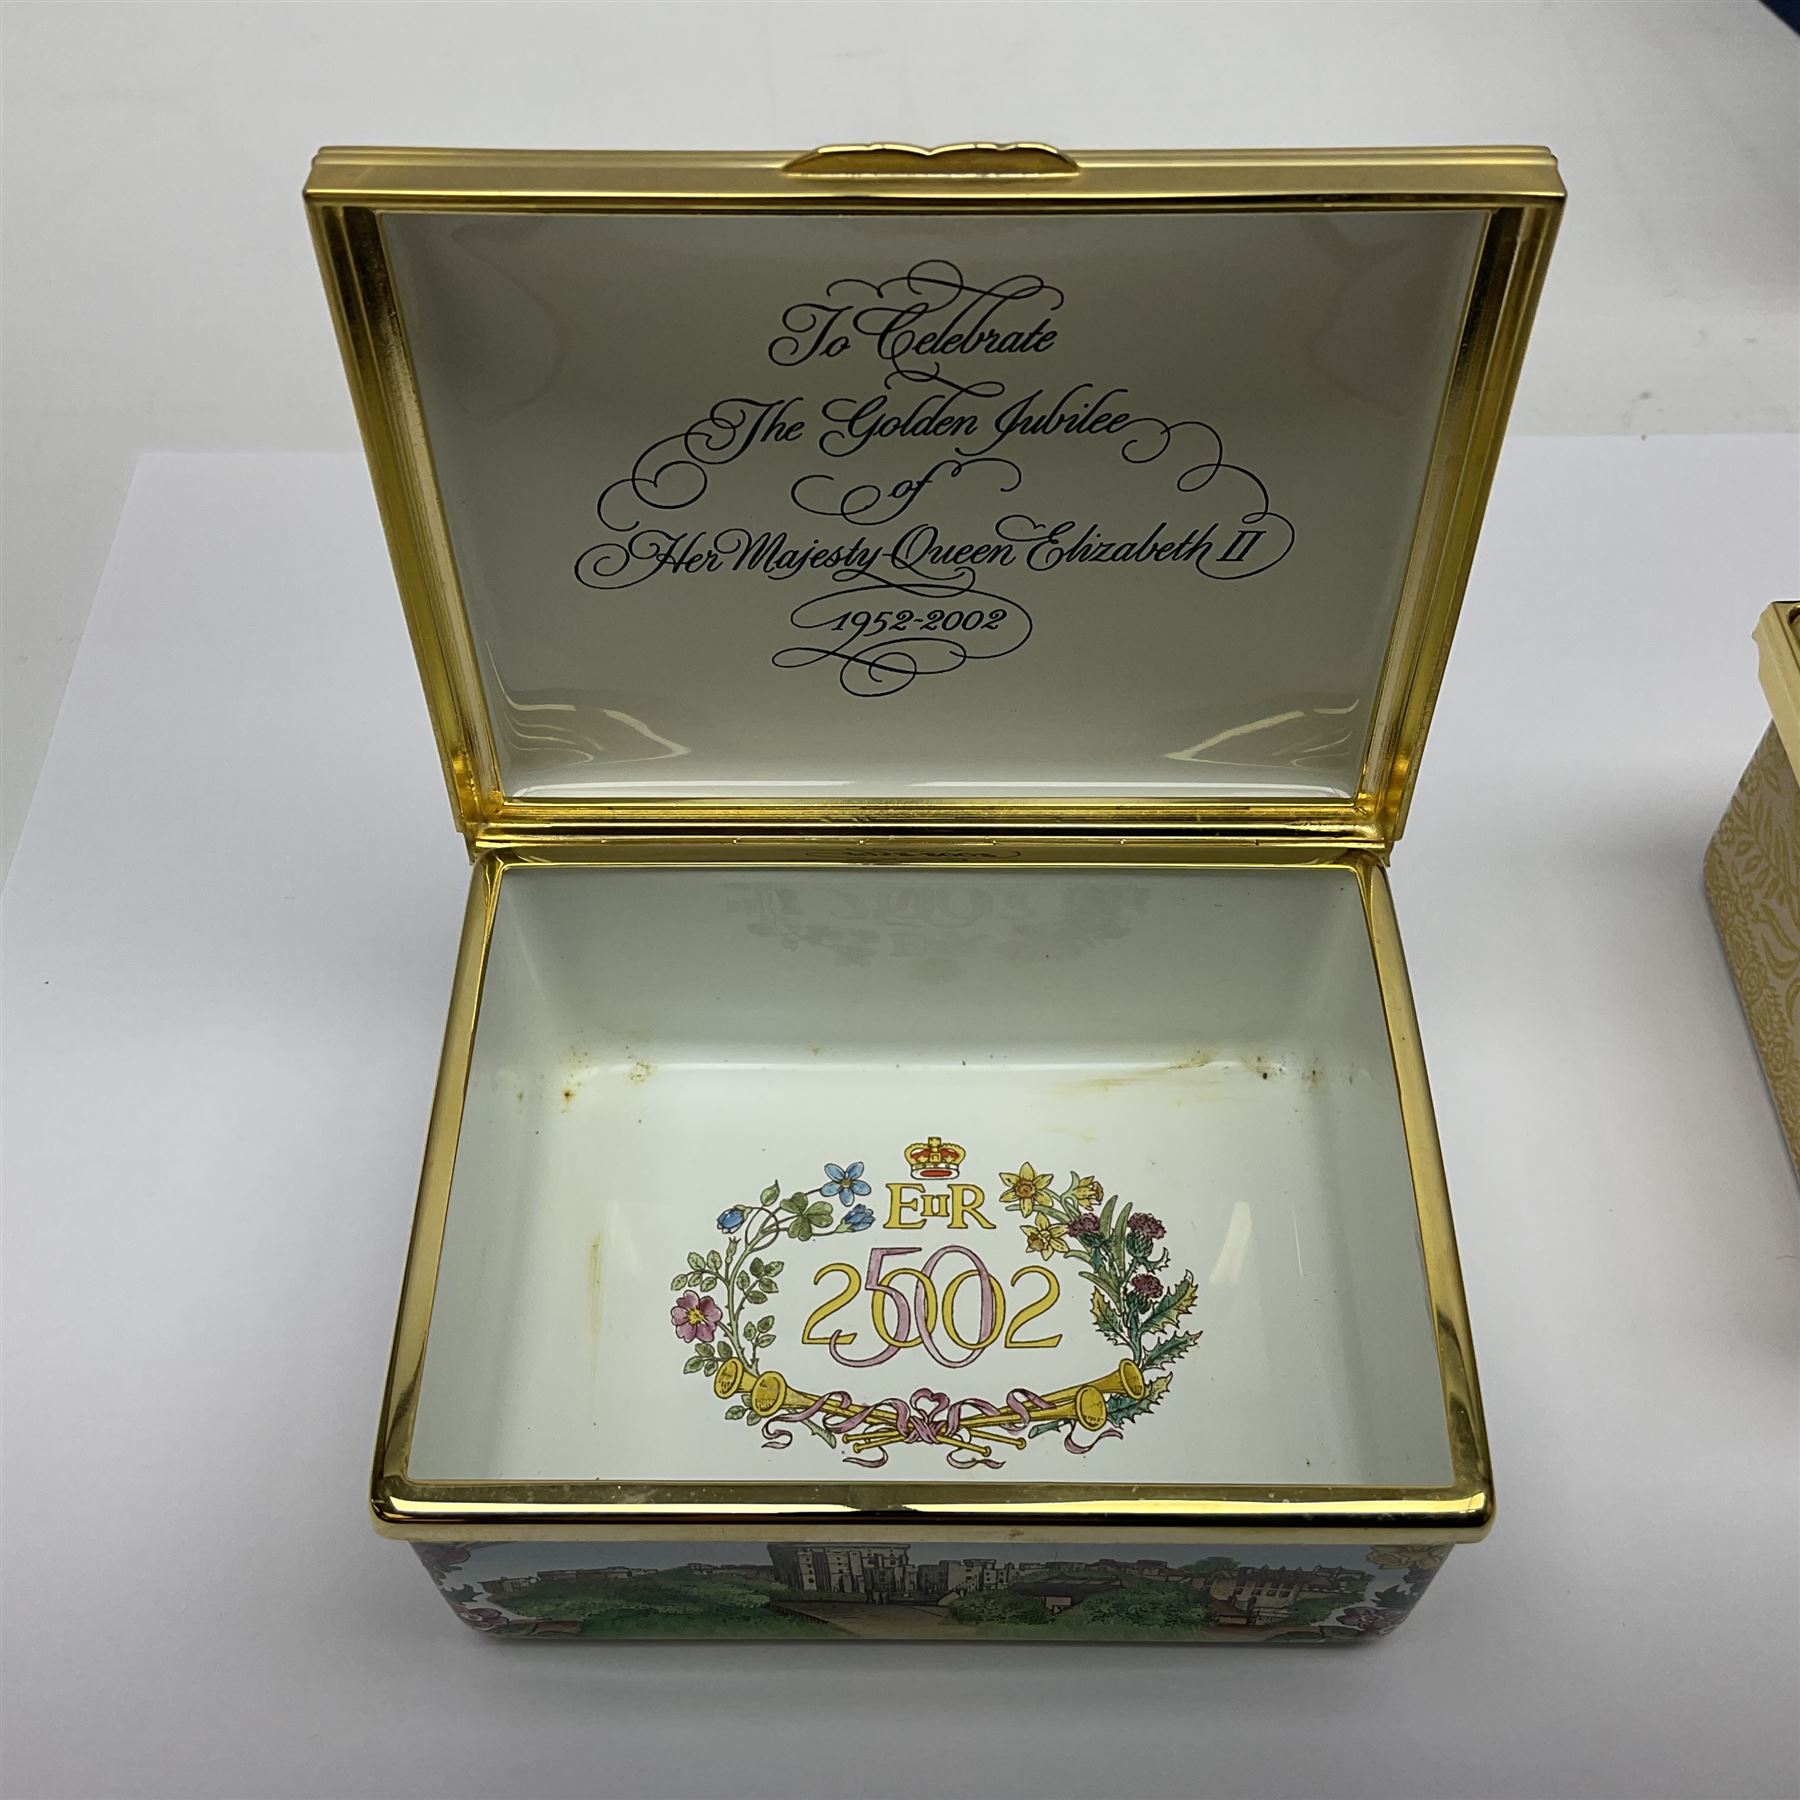 To Celebrate
The Golden Jubilee
of
Her Majesty Queen Elizabeth II
1952-2002
EIIR
50
2002